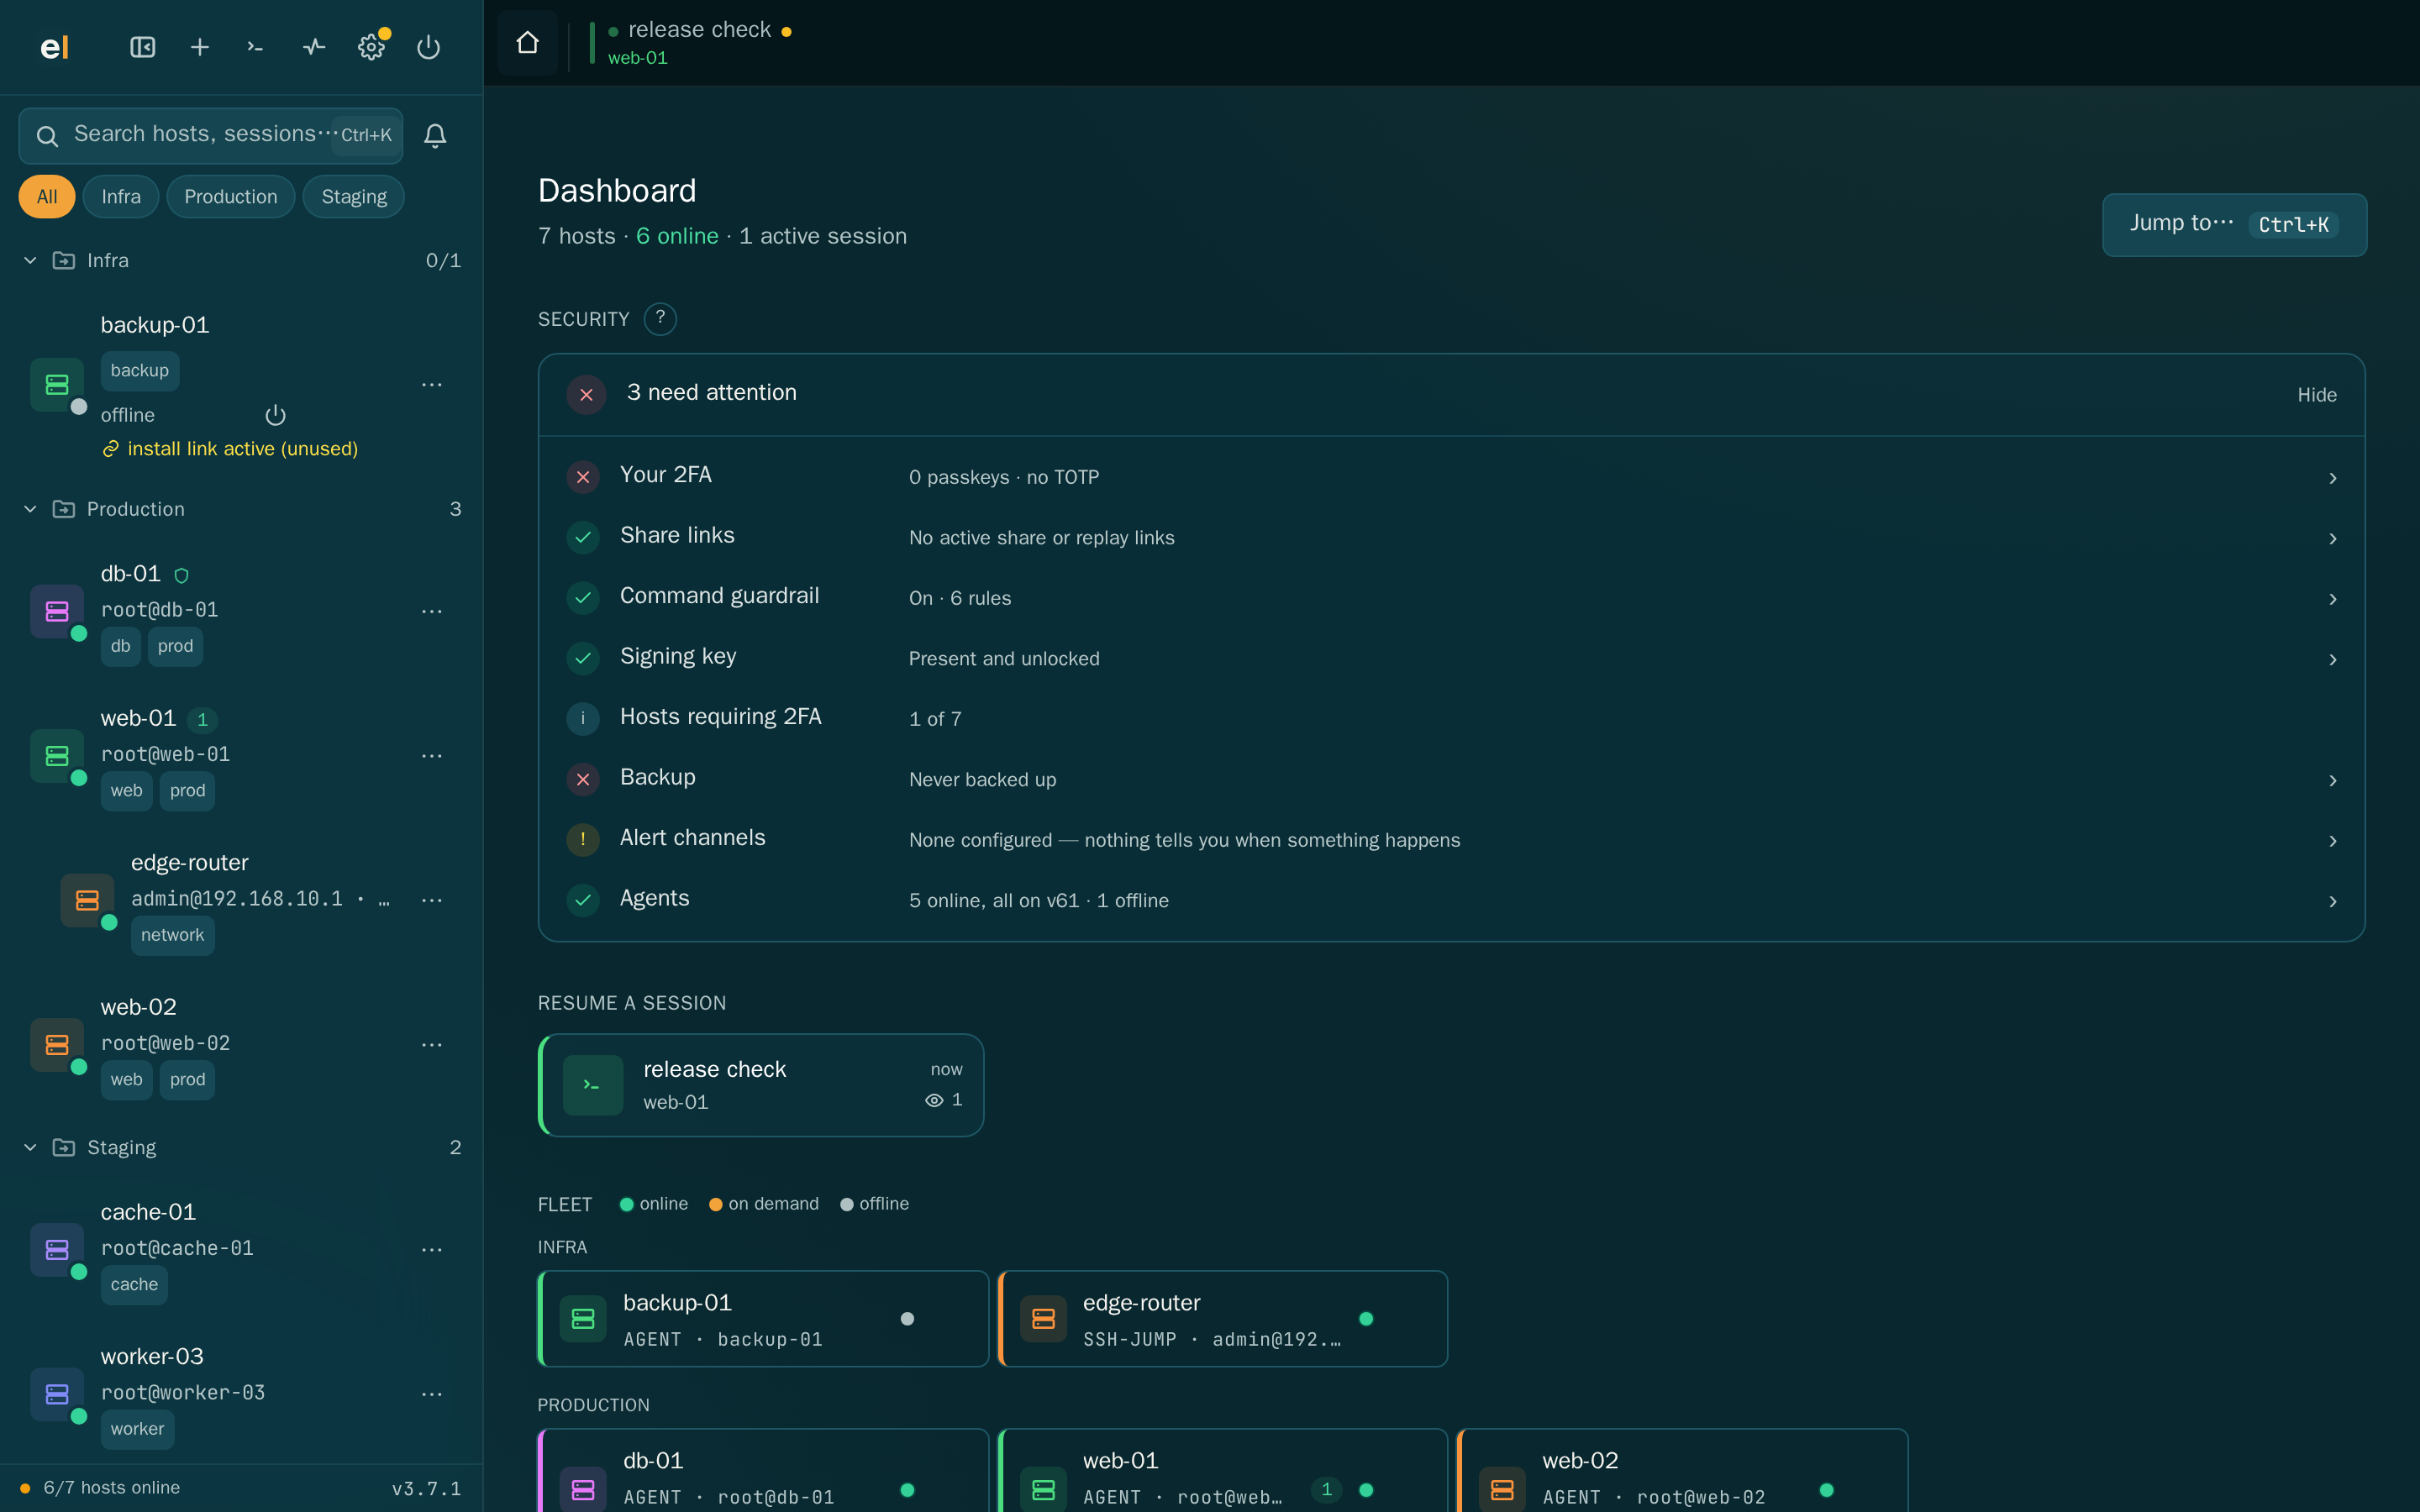 el
Search hosts, sessions… Ctrl+K
All Infra Production Staging
Infra 0/1
backup-01
backup
offline
install link active (unused)
Production 3
db-01
root@db-01
db prod
web-01 1
root@web-01
web prod
edge-router
admin@192.168.10.1 • …
network
web-02
root@web-02
web prod
Staging 2
cache-01
root@cache-01
cache
worker-03
root@worker-03
worker
6/7 hosts online v3.7.1
release check
web-01
Dashboard
7 hosts · 6 online · 1 active session
Jump to… Ctrl+K
SECURITY ?
3 need attention Hide
Your 2FA 0 passkeys · no TOTP
Share links No active share or replay links
Command guardrail On · 6 rules
Signing key Present and unlocked
i Hosts requiring 2FA 1 of 7
Backup Never backed up
! Alert channels None configured — nothing tells you when something happens
Agents 5 online, all on v61 · 1 offline
RESUME A SESSION
release check now
web-01 1
FLEET online on demand offline
INFRA
backup-01
AGENT · backup-01
edge-router
SSH-JUMP · admin@192.…
PRODUCTION
db-01
AGENT · root@db-01
web-01
AGENT · root@web… 1
web-02
AGENT · root@web-02